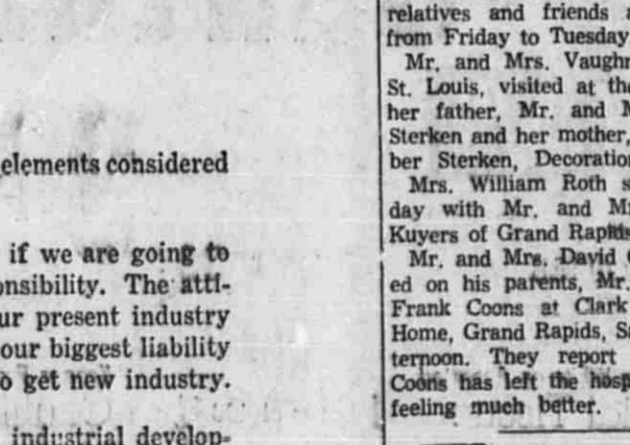 elements considered
if we are going to
onsibility. The atti-
ur present industry
our biggest liability
o get new industry.
industrial develop-
relatives and friends
from Friday to Tuesday
Mr. and Mrs. Vaughn
St. Louis, visited at the
her father, Mr. and M
Sterken and her mother,
ber Sterken, Decoration
Mrs. William Roth s
day with Mr. and Mr
Kuyers of Grand Rapids
Mr. and Mrs. David
ed on his parents, Mr.
Frank Coons at Clark
Home, Grand Rapids, S
ternoon. They report
Coons has left the hosp
feeling much better.